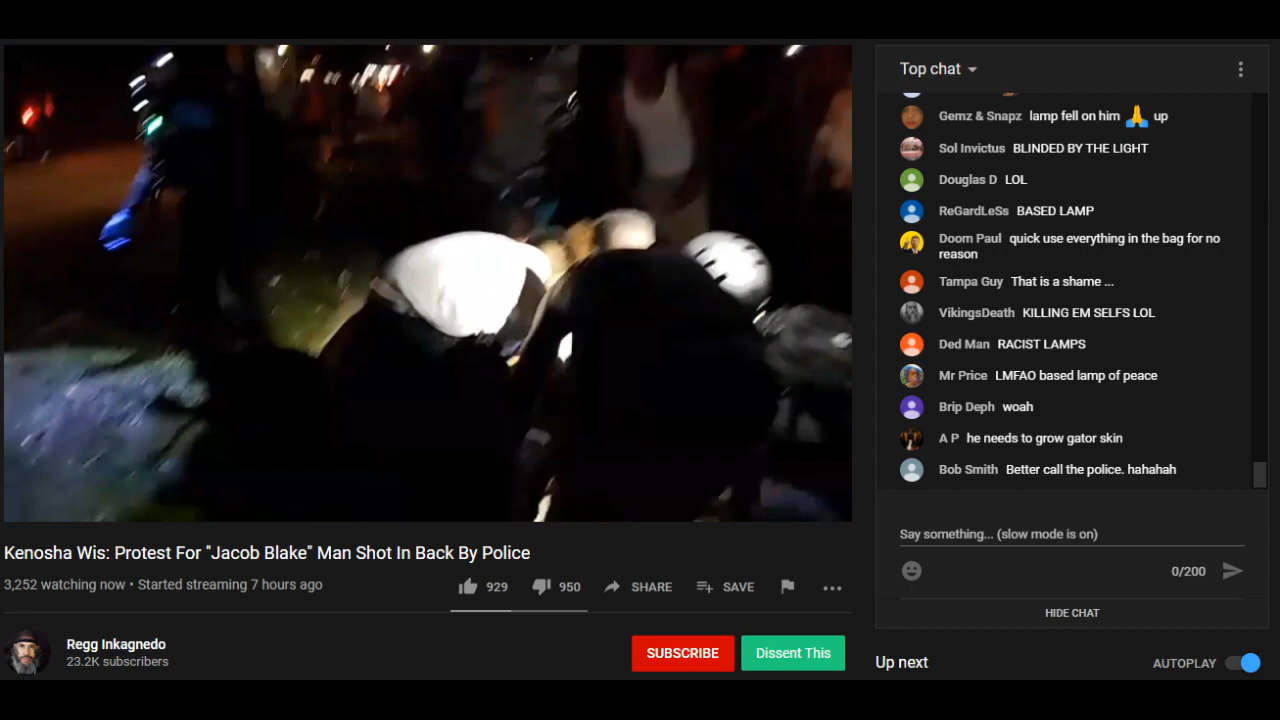 Top chat
Gemz & Snapz lamp fell on him 🙏 up
Sol Invictus BLINDED BY THE LIGHT
Douglas D LOL
ReGardLeSs BASED LAMP
Doom Paul quick use everything in the bag for no
reason
Tampa Guy That is a shame ...
VikingsDeath KILLING EM SELFS LOL
Ded Man RACIST LAMPS
Mr Price LMFAO based lamp of peace
Brip Deph woah
A P he needs to grow gator skin
Bob Smith Better call the police. hahahah
Say something... (slow mode is on)
0/200
HIDE CHAT
Kenosha Wis: Protest For "Jacob Blake" Man Shot In Back By Police
3,252 watching now • Started streaming 7 hours ago
929 950 SHARE SAVE
Regg Inkagnedo
23.2K subscribers
SUBSCRIBE Dissent This
Up next AUTOPLAY